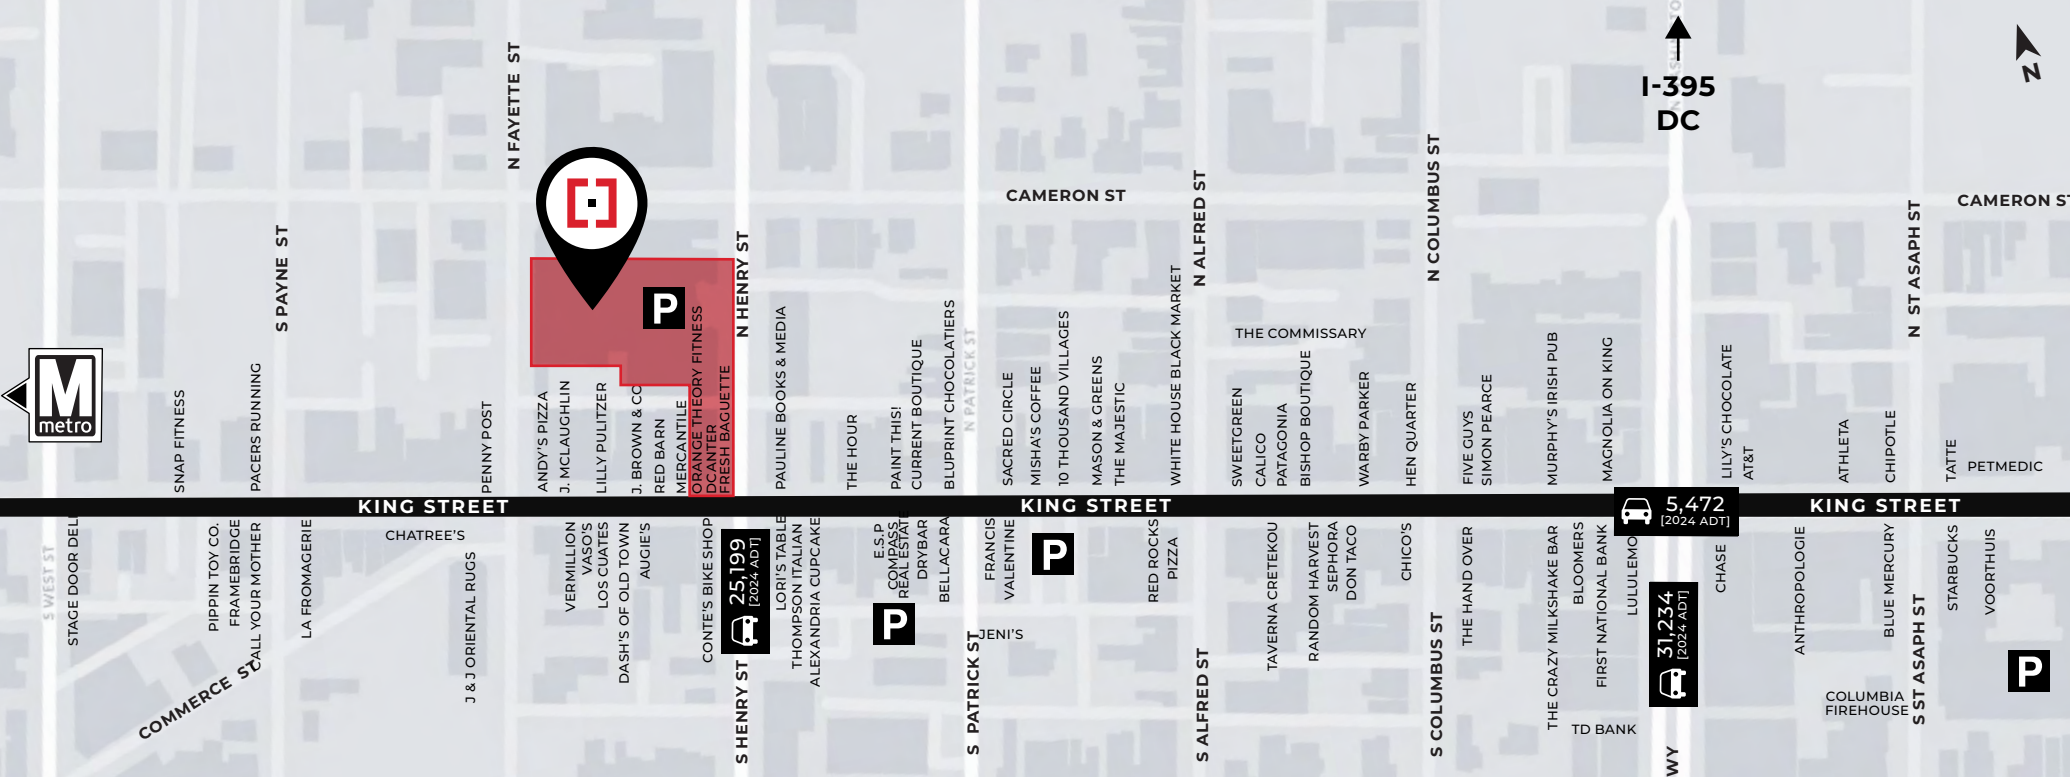 I-395
DC
N
N FAYETTE ST
S PAYNE ST
N HENRY ST
N PATRICK ST
CAMERON ST
N ALFRED ST
N COLUMBUS ST
N ST ASAPH ST
CAMERON ST
M
metro
P
SNAP FITNESS
PACERS RUNNING
PENNY POST
ANDY'S PIZZA
J. MCLAUGHLIN
LILLY PULITZER
J. BROWN & CO
RED BARN
MERCANTILE
ORANGE THEORY FITNESS
DCANTER
FRESH BAGUETTE
PAULINE BOOKS & MEDIA
THE HOUR
PAINT THIS!
CURRENT BOUTIQUE
BLUPRINT CHOCOLATIERS
SACRED CIRCLE
MISHA'S COFFEE
10 THOUSAND VILLAGES
MASON & GREENS
THE MAJESTIC
WHITE HOUSE BLACK MARKET
THE COMMISSARY
SWEETGREEN
CALICO
PATAGONIA
BISHOP BOUTIQUE
WARBY PARKER
HEN QUARTER
FIVE GUYS
SIMON PEARCE
MURPHY'S IRISH PUB
MAGNOLIA ON KING
LILY'S CHOCOLATE
AT&T
ATHLETA
CHIPOTLE
TATTE
PETMEDIC
KING STREET
KING STREET
5,472
[2024 ADT]
KING STREET
S WEST ST
STAGE DOOR DELI
PIPPIN TOY CO.
FRAMEBRIDGE
CALL YOUR MOTHER
LA FROMAGERIE
CHATREE'S
J & J ORIENTAL RUGS
VERMILLION
VASO'S
LOS CUATES
DASH'S OF OLD TOWN
AUGIE'S
CONTE'S BIKE SHOP
25,199
[2024 ADT]
LORI'S TABLE
THOMPSON ITALIAN
ALEXANDRIA CUPCAKE
E.S.P
COMPASS
REAL ESTATE
DRYBAR
BELLACARA
P
FRANCIS
VALENTINE
JENI'S
P
RED ROCKS
PIZZA
TAVERNA CRETEKOU
RANDOM HARVEST
SEPHORA
DON TACO
CHICO'S
THE HAND OVER
THE CRAZY MILKSHAKE BAR
BLOOMERS
FIRST NATIONAL BANK
LULULEMO
TD BANK
31,234
[2024 ADT]
CHASE
ANTHROPOLOGIE
BLUE MERCURY
COLUMBIA
FIREHOUSE
STARBUCKS
VOORTHUIS
P
COMMERCE ST
S HENRY ST
S PATRICK ST
S ALFRED ST
S COLUMBUS ST
WY
S ST ASAPH ST